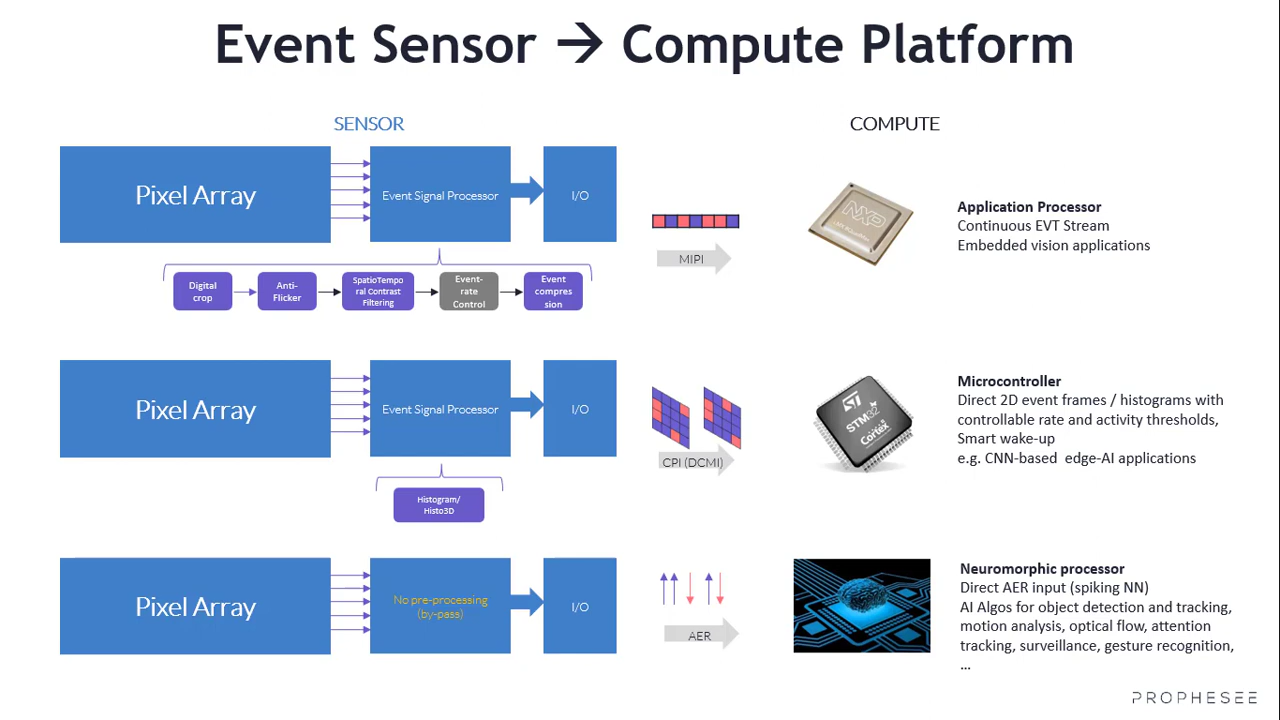 Event Sensor → Compute Platform
SENSOR
COMPUTE
Pixel Array
Event Signal Processor
I/O
MIPI
NXP
Application Processor
Continuous EVT Stream
Embedded vision applications
Digital
crop
Anti-
Flicker
SpatioTempo
ral Contrast
Filtering
Event-
rate
Control
Event
compres
sion
Pixel Array
Event Signal Processor
I/O
CPI (DCMI)
ST
STM32
Cortex
Microcontroller
Direct 2D event frames / histograms with
controllable rate and activity thresholds,
Smart wake-up
e.g. CNN-based  edge-AI applications
Histogram/
Histo3D
Pixel Array
No pre-processing
(by-pass)
I/O
AER
Neuromorphic processor
Direct AER input (spiking NN)
AI Algos for object detection and tracking,
motion analysis, optical flow, attention
tracking, surveillance, gesture recognition,
…
PROPHESEE